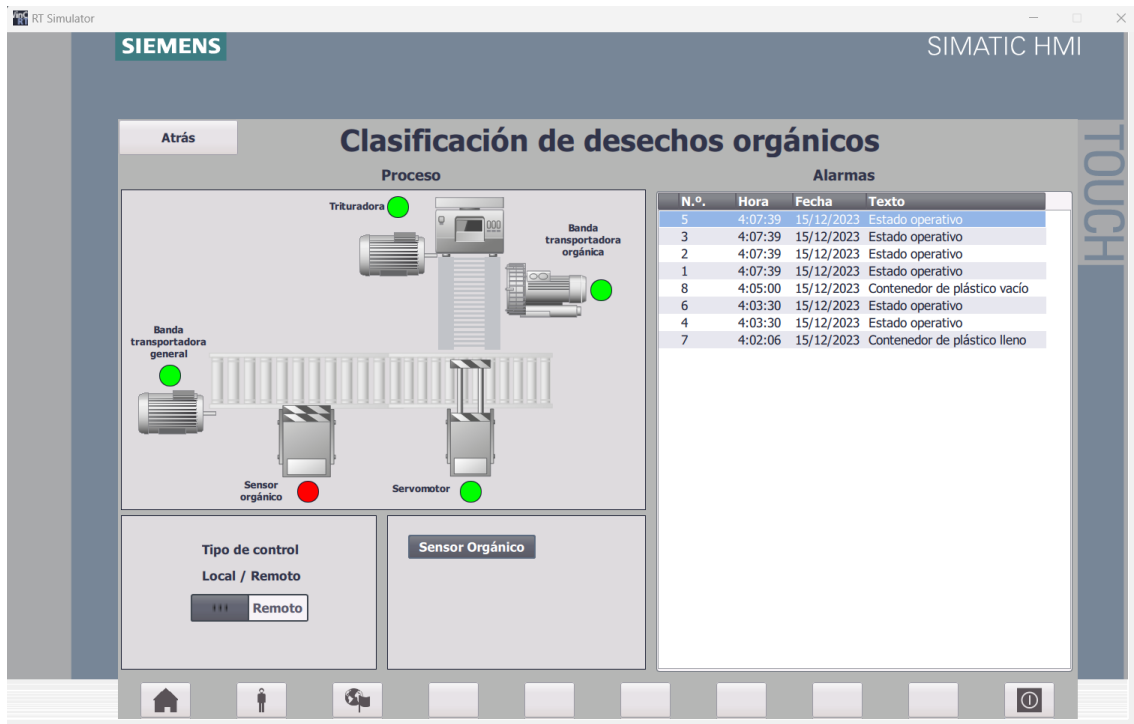 RT Simulator
SIEMENS
SIMATIC HMI
TOUCH
Atrás
Clasificación de desechos orgánicos
Proceso
Trituradora
Banda
transportadora
orgánica
Banda
transportadora
general
Sensor
orgánico
Servomotor
Tipo de control
Local / Remoto
Remoto
Sensor Orgánico
Alarmas
N.º. Hora Fecha Texto
5 4:07:39 15/12/2023 Estado operativo
3 4:07:39 15/12/2023 Estado operativo
2 4:07:39 15/12/2023 Estado operativo
1 4:07:39 15/12/2023 Estado operativo
8 4:05:00 15/12/2023 Contenedor de plástico vacío
6 4:03:30 15/12/2023 Estado operativo
4 4:03:30 15/12/2023 Estado operativo
7 4:02:06 15/12/2023 Contenedor de plástico lleno